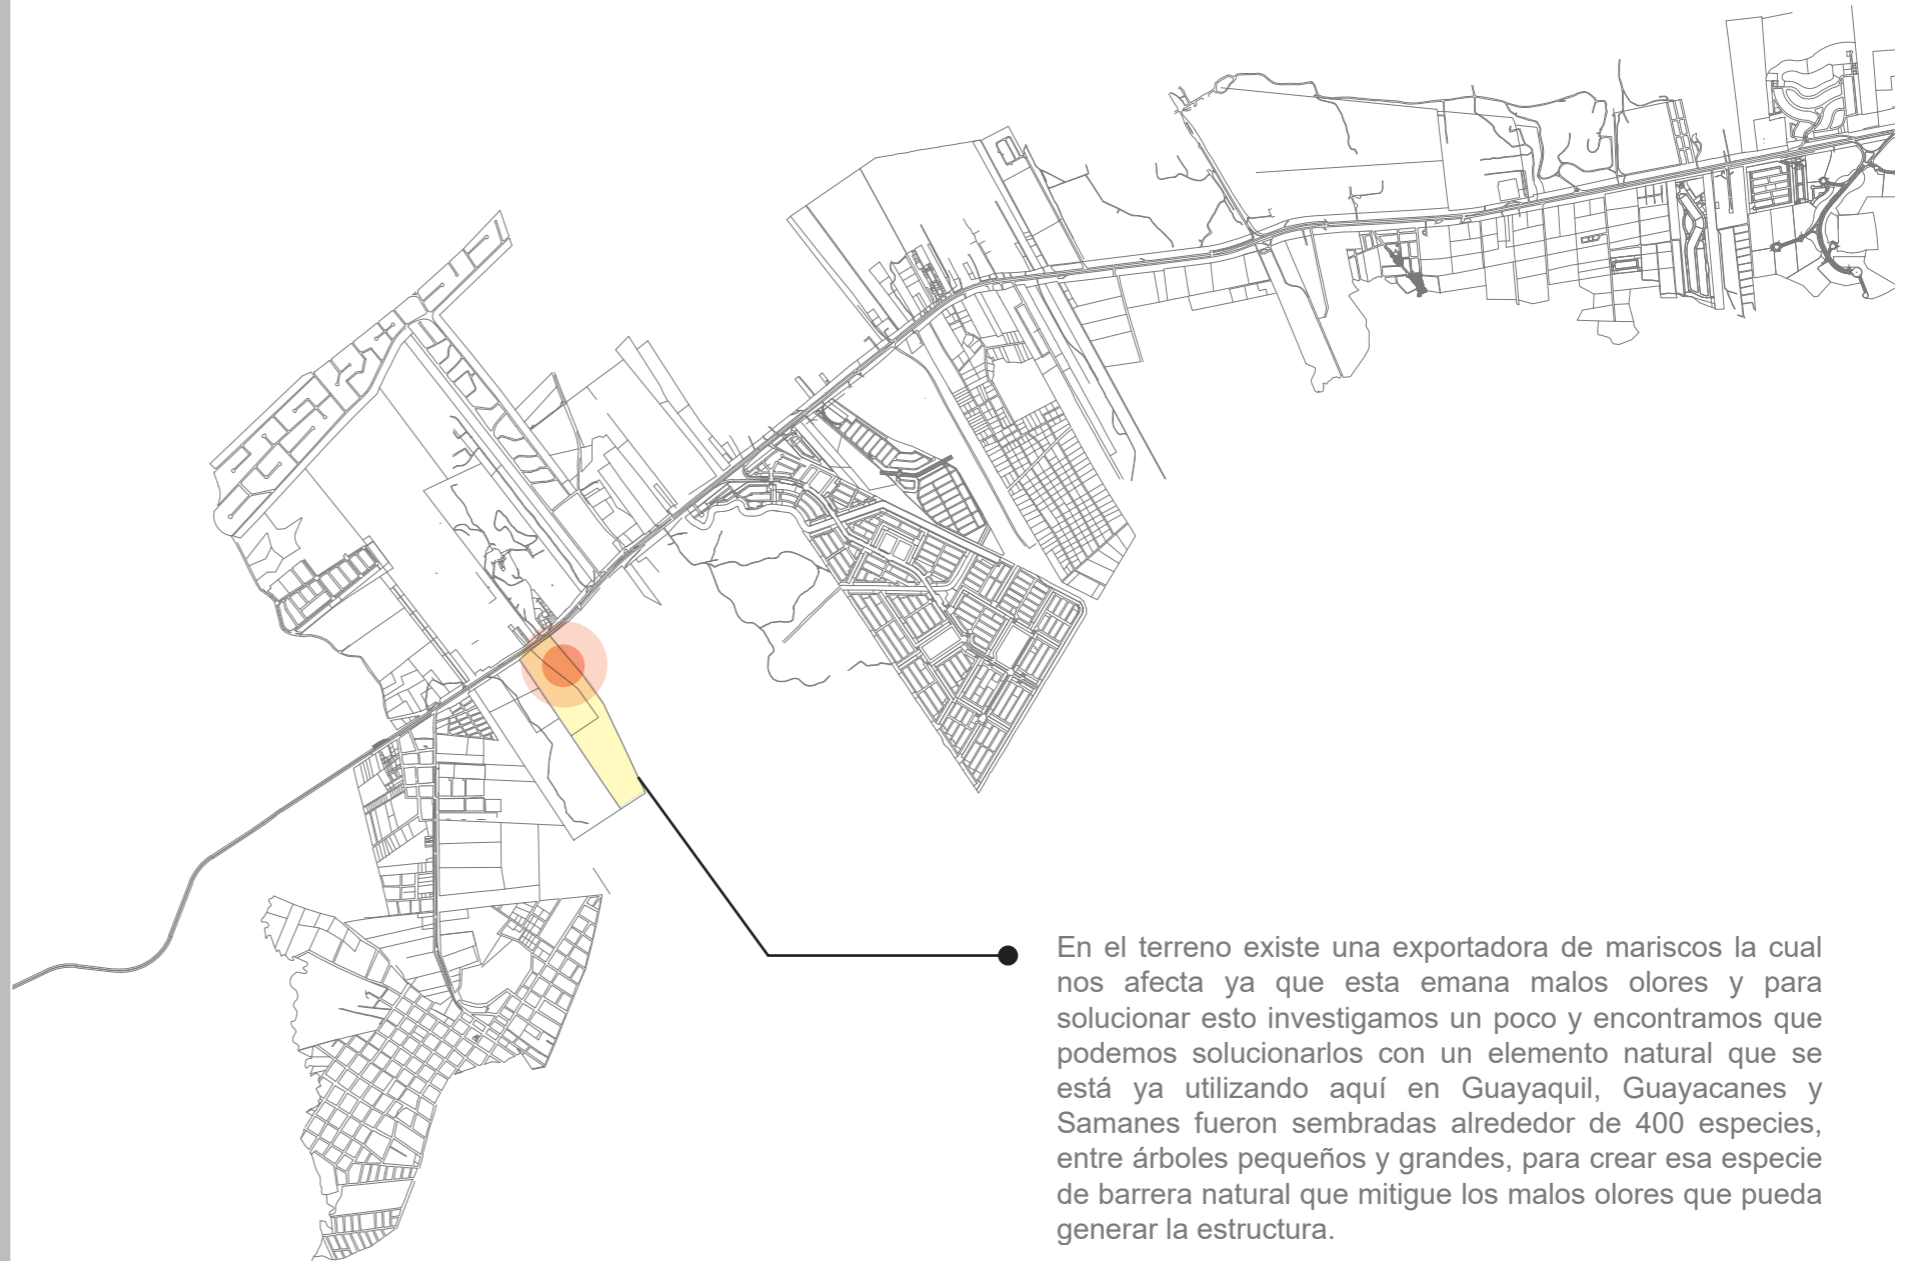 En el terreno existe una exportadora de mariscos la cual
nos afecta ya que esta emana malos olores y para
solucionar esto investigamos un poco y encontramos que
podemos solucionarlos con un elemento natural que se
está ya utilizando aquí en Guayaquil, Guayacanes y
Samanes fueron sembradas alrededor de 400 especies,
entre árboles pequeños y grandes, para crear esa especie
de barrera natural que mitigue los malos olores que pueda
generar la estructura.